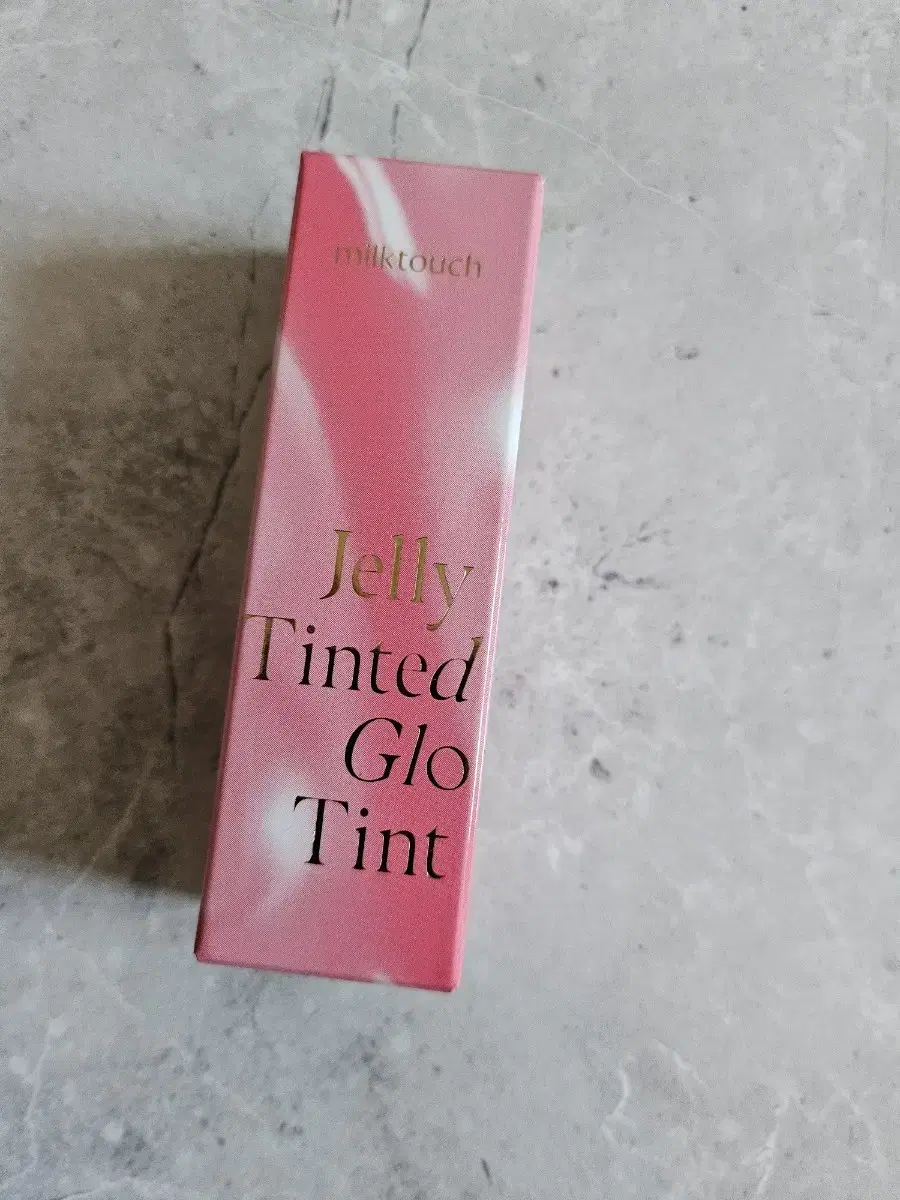 milktouch
Jelly
Tinted
Glo
Tint